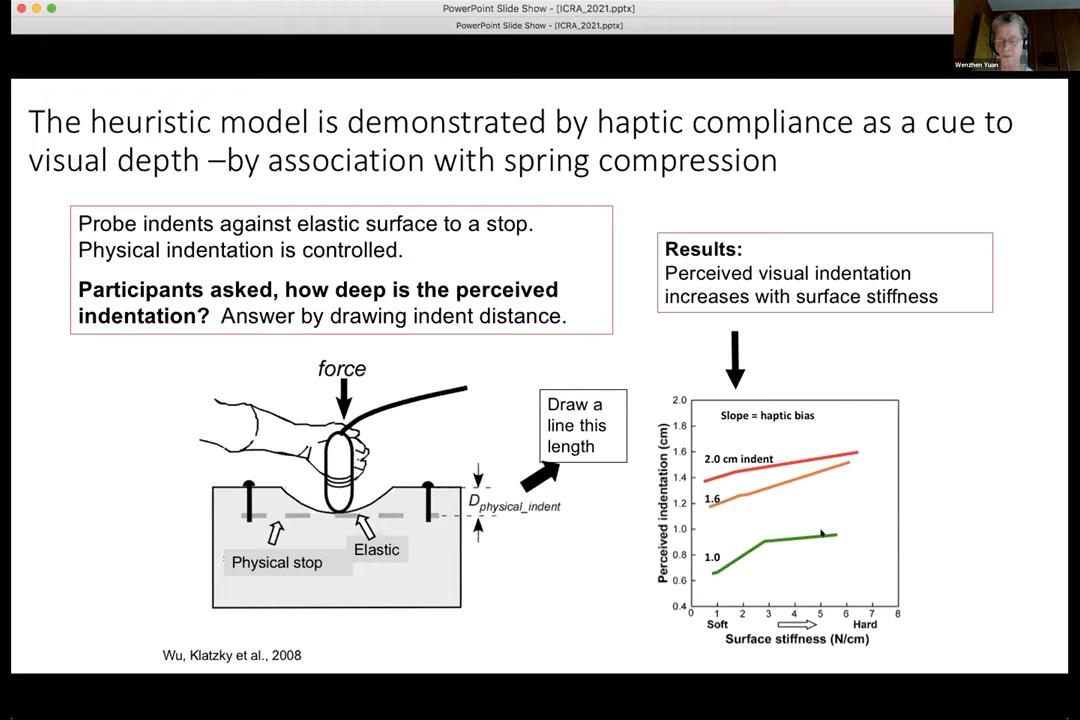 PowerPoint Slide Show - [ICRA_2021.pptx]
PowerPoint Slide Show - [ICRA_2021.pptx]
Wenzhen Yuan
The heuristic model is demonstrated by haptic compliance as a cue to
visual depth –by association with spring compression
Probe indents against elastic surface to a stop.
Physical indentation is controlled.
Participants asked, how deep is the perceived
indentation? Answer by drawing indent distance.
Results:
Perceived visual indentation
increases with surface stiffness
force
Draw a
line this
length
D physical_indent
Elastic
Physical stop
Slope = haptic bias
2.0 cm indent
1.6
1.0
Perceived indentation (cm)
2.0
1.8
1.6
1.4
1.2
1.0
0.8
0.6
0.4
0 1 2 3 4 5 6 7 8
Soft Hard
Surface stiffness (N/cm)
Wu, Klatzky et al., 2008